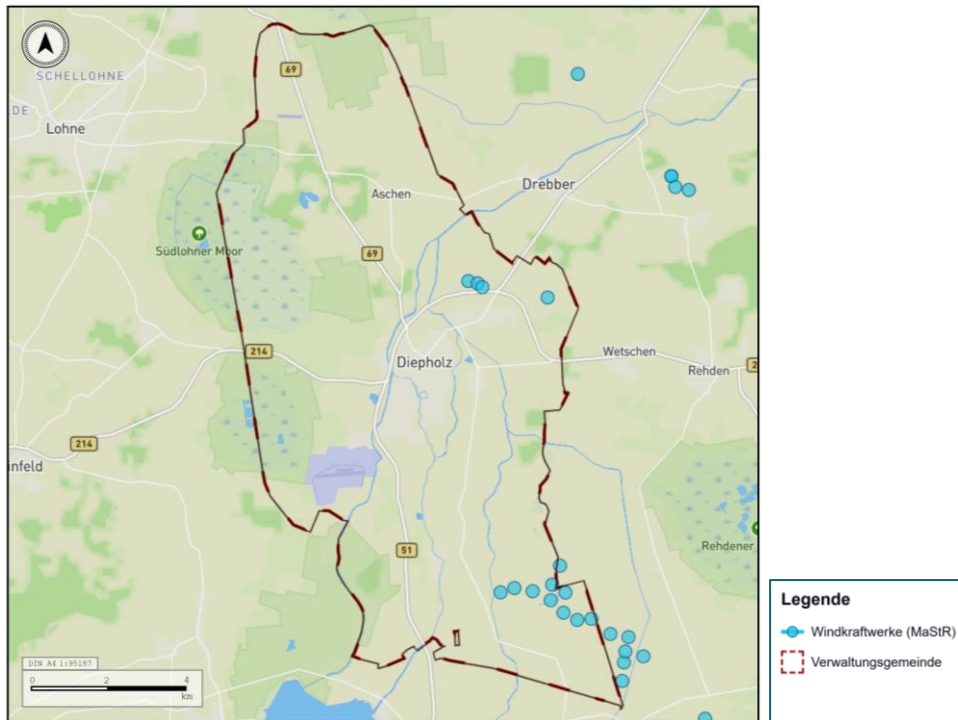 69
SCHELLOHNE
DE
Lohne
Drebber
Aschen
Südlohner Moor
69
214
Wetschen
Diepholz
Rehden
2
214
infeld
51
Rehdener
DIN A4 1:95187
0 2 4
km
Legende
Windkraftwerke (MaStR)
Verwaltungsgemeinde